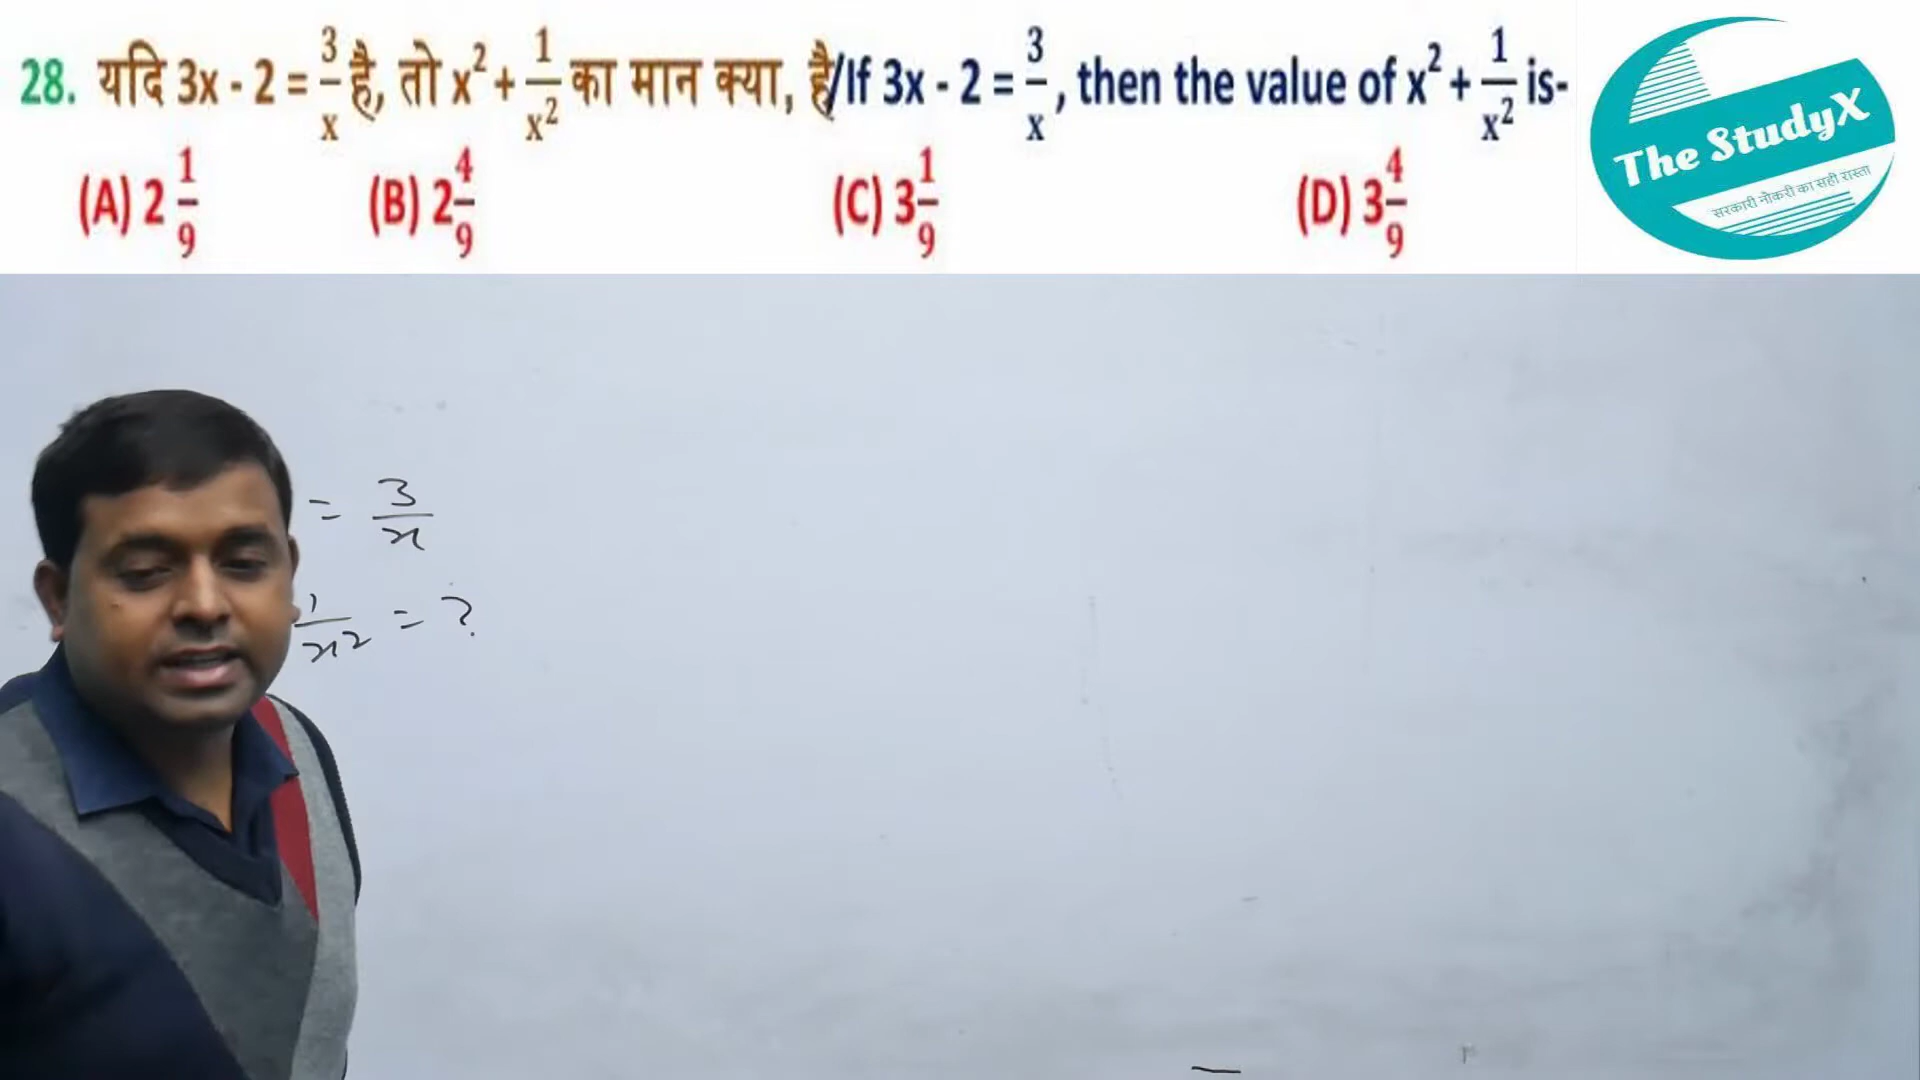 28. यदि 3x - 2 = 3/x है, तो x² + 1/x² का मान क्या, है/If 3x - 2 = 3/x, then the value of x² + 1/x² is-
(A) 2 1/9 (B) 2 4/9 (C) 3 1/9 (D) 3 4/9
The StudyX
सरकारी नौकरी का सही रास्ता
= 3/x
1/x² = ?